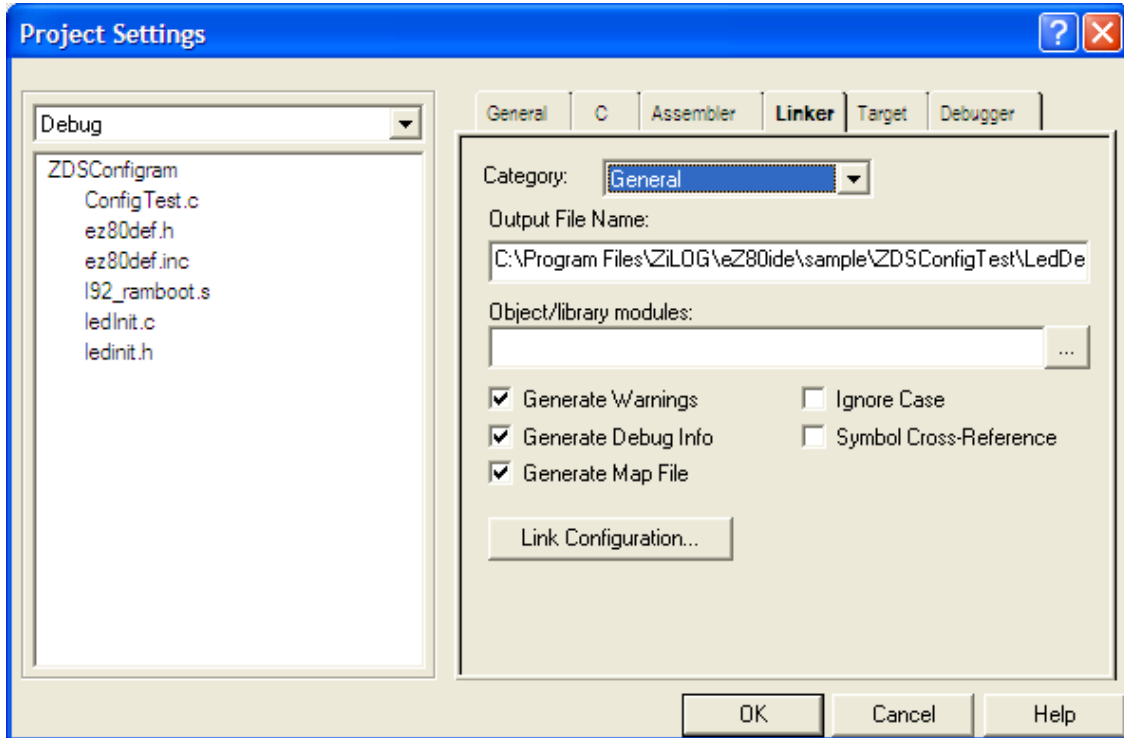 Project Settings
Debug
ZDSConfigram
ConfigTest.c
ez80def.h
ez80def.inc
l92_ramboot.s
ledInit.c
ledinit.h
General C Assembler Linker Target Debugger
Category: General
Output File Name:
C:\Program Files\ZiLOG\eZ80ide\sample\ZDSConfigTest\LedDe
Object/library modules:
...
Generate Warnings Ignore Case
Generate Debug Info Symbol Cross-Reference
Generate Map File
Link Configuration...
OK Cancel Help